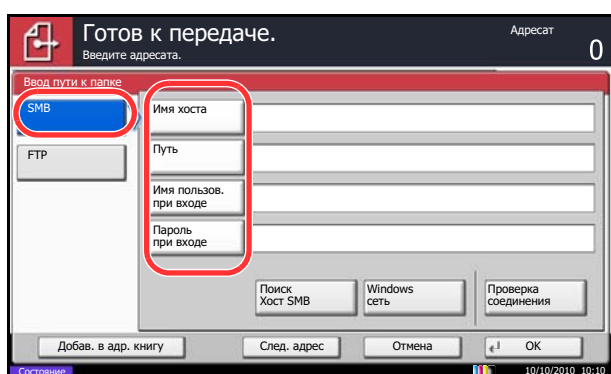 Готов к передаче.
Введите адресата.
Адресат
0
Ввод пути к папке
SMB
FTP
Имя хоста
Путь
Имя пользов.
при входе
Пароль
при входе
Поиск
Хост SMB
Windows
сеть
Проверка
соединения
Добав. в адр. книгу
След. адрес
Отмена
OK
Состояние
10/10/2010 10:10